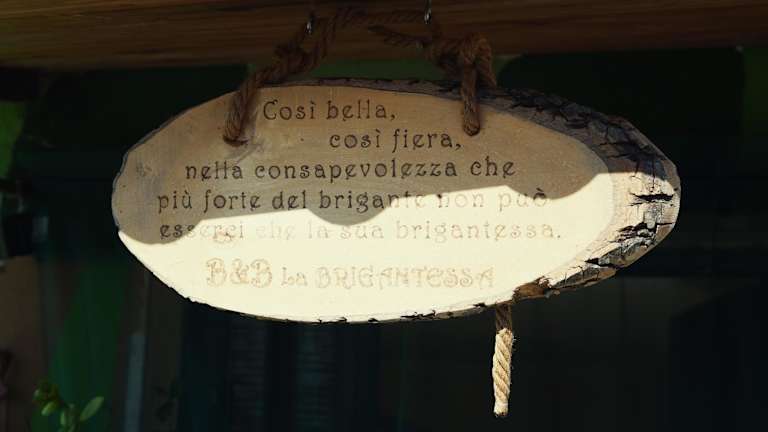 Così bella,
così fiera,
nella consapevolezza che
più forte del brigante non può
esserci che la sua brigantessa.
B&B La BRIGANTESSA